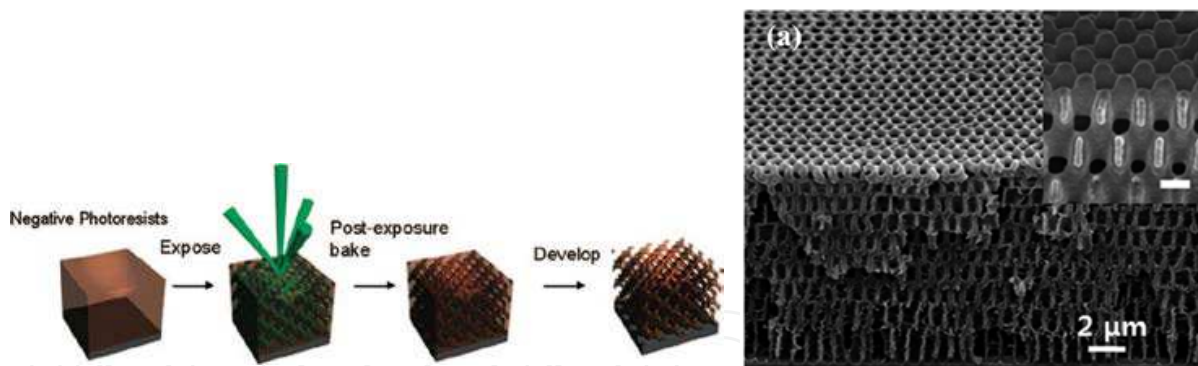 Negative Photoresists
Expose
Post-exposure
bake
Develop
(a)
2 μm